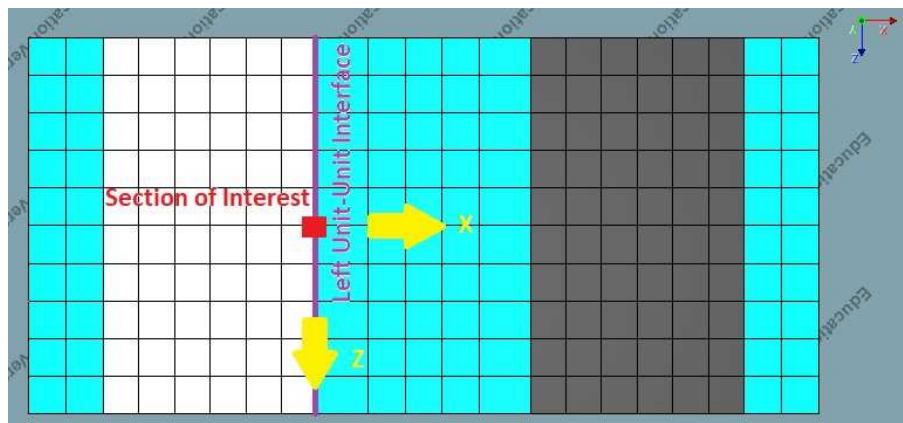 Section of Interest
Left Unit-Unit Interface
X
Z
Y
X
Z